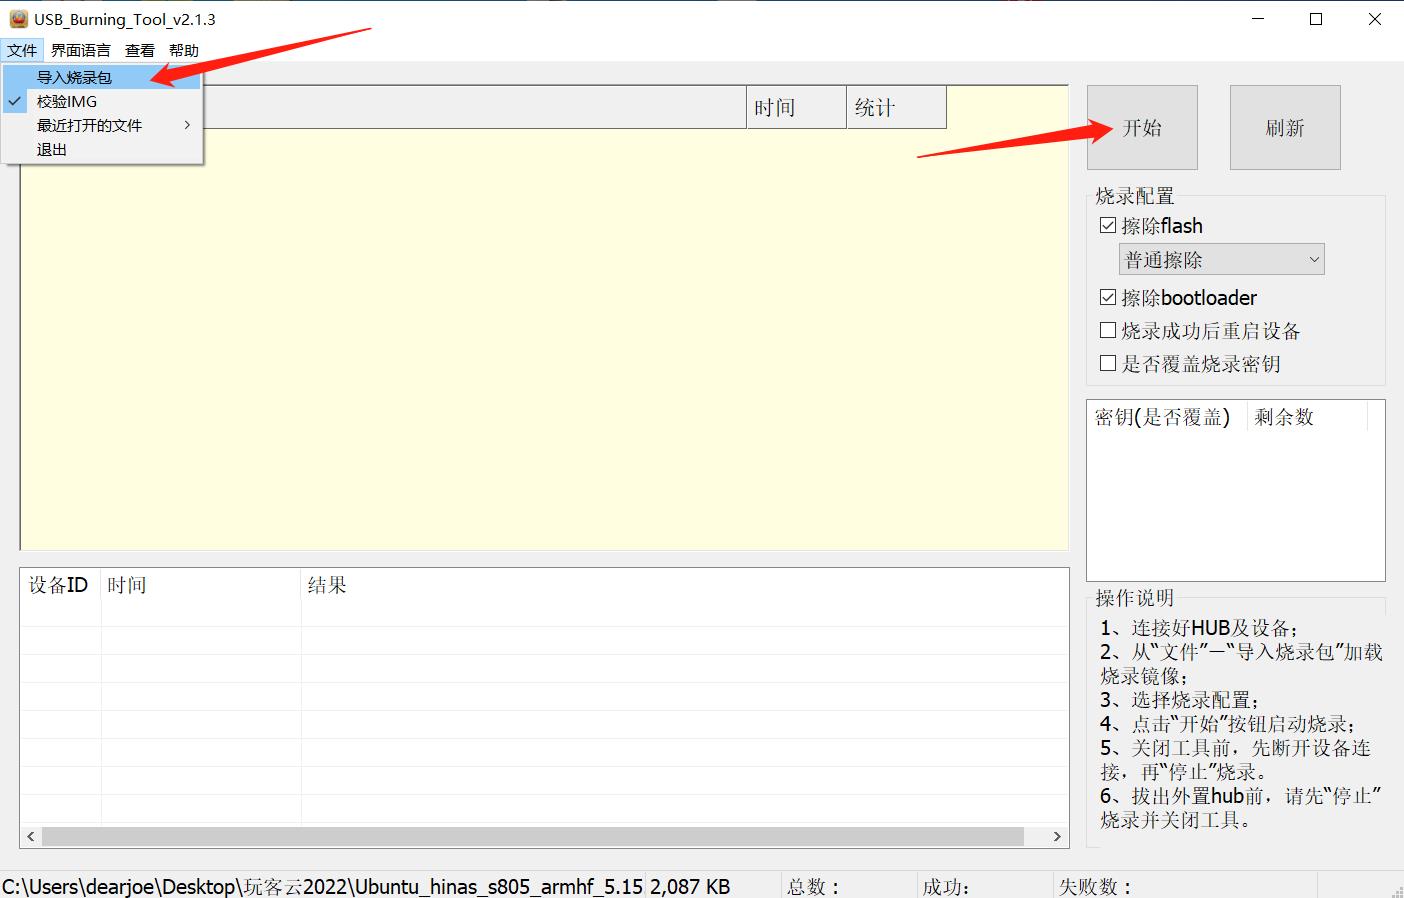 USB_Burning_Tool_v2.1.3
文件 界面语言 查看 帮助
导入烧录包
校验IMG
最近打开的文件
退出
时间 统计
开始 刷新
烧录配置
擦除flash
普通擦除
擦除bootloader
烧录成功后重启设备
是否覆盖烧录密钥
密钥(是否覆盖) 剩余数
设备ID 时间 结果
操作说明
1、连接好HUB及设备；
2、从“文件”—“导入烧录包”加载
烧录镜像；
3、选择烧录配置；
4、点击“开始”按钮启动烧录；
5、关闭工具前，先断开设备连
接，再“停止”烧录。
6、拔出外置hub前，请先“停止”
烧录并关闭工具。
C:\Users\dearjoe\Desktop\玩客云2022\Ubuntu_hinas_s805_armhf_5.15 2,087 KB 总数： 成功: 失败数：